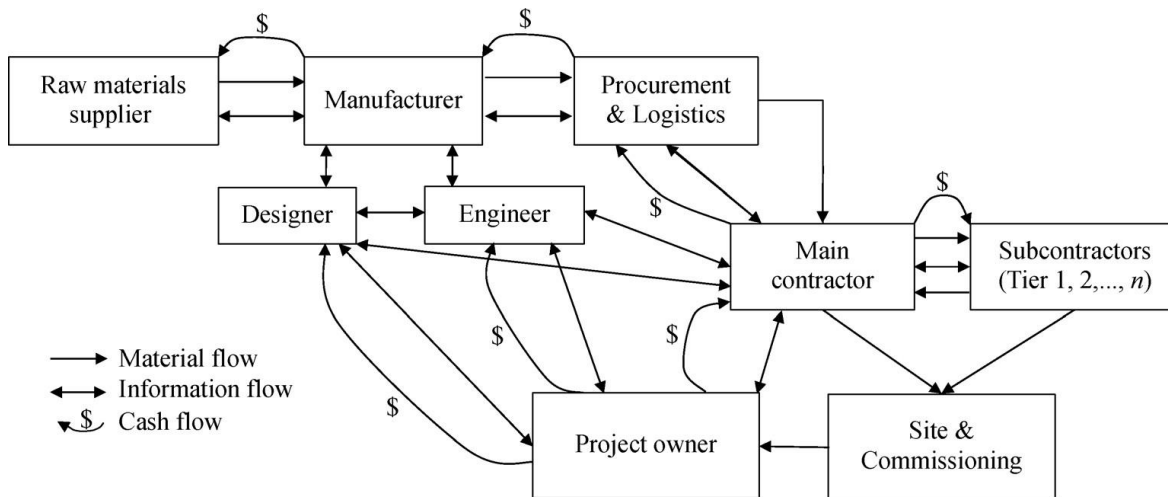 $
$
Raw materials
supplier
Manufacturer
Procurement
& Logistics
Designer
Engineer
$
$
Main
contractor
Subcontractors
(Tier 1, 2,..., n)
$
$
$
Material flow
Information flow
$ Cash flow
Project owner
Site &
Commissioning